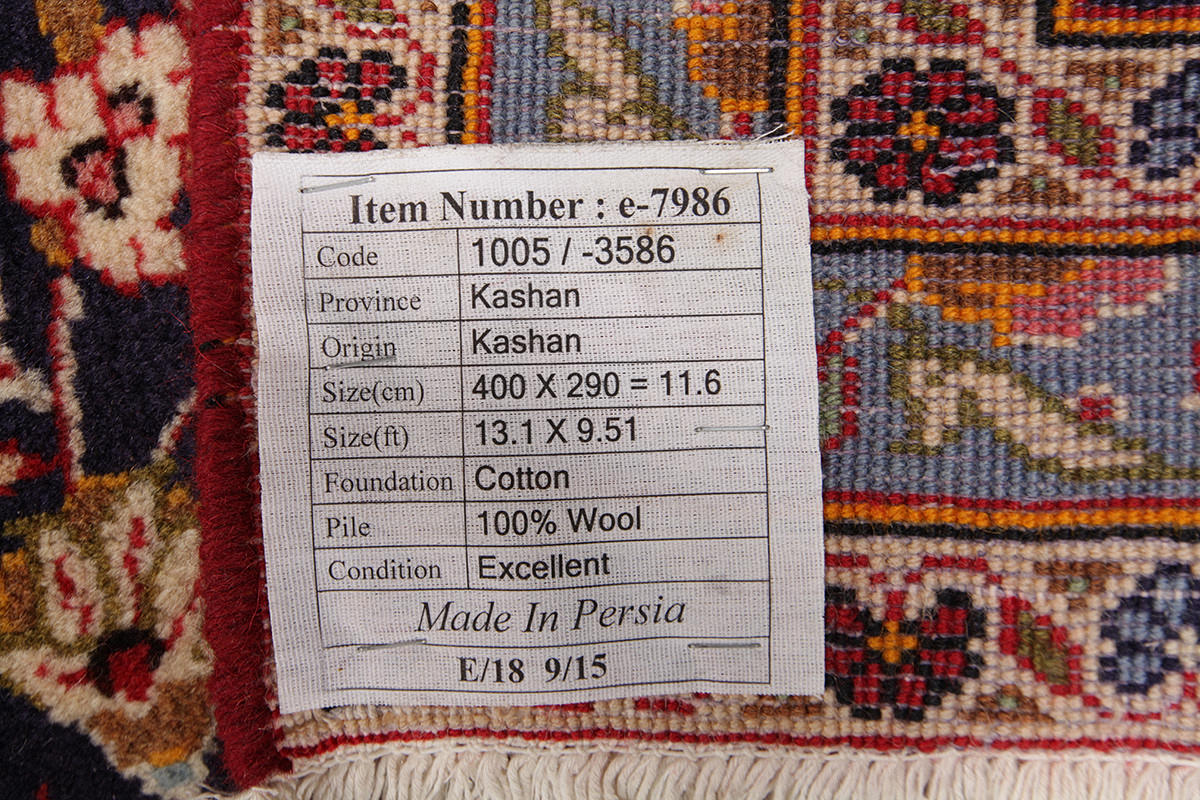 Item Number : e-7986
Code 1005 / -3586
Province Kashan
Origin Kashan
Size(cm) 400 X 290 = 11.6
Size(ft) 13.1 X 9.51
Foundation Cotton
Pile 100% Wool
Condition Excellent
Made In Persia
E/18 9/15